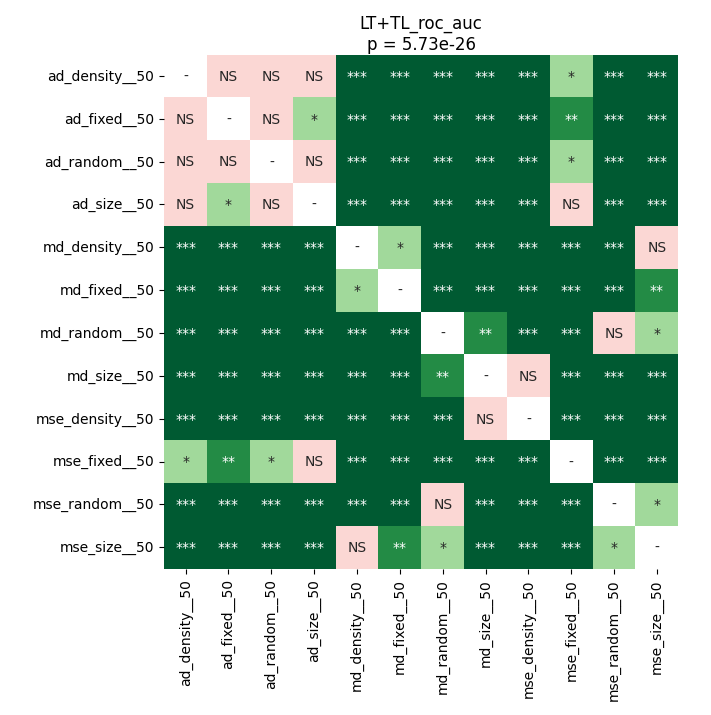 LT+TL_roc_auc
p = 5.73e-26
ad_density__50 - NS NS NS *** *** *** *** *** * *** ***
ad_fixed__50 NS - NS * *** *** *** *** *** ** *** ***
ad_random__50 NS NS - NS *** *** *** *** *** * *** ***
ad_size__50 NS * NS - *** *** *** *** *** NS *** ***
md_density__50 *** *** *** *** - * *** *** *** *** *** NS
md_fixed__50 *** *** *** *** * - *** *** *** *** *** **
md_random__50 *** *** *** *** *** *** - ** *** *** NS *
md_size__50 *** *** *** *** *** *** ** - NS *** *** ***
mse_density__50 *** *** *** *** *** *** *** NS - *** *** ***
mse_fixed__50 * ** * NS *** *** *** *** *** - *** ***
mse_random__50 *** *** *** *** *** *** NS *** *** *** - *
mse_size__50 *** *** *** *** NS ** * *** *** *** * -
ad_density__50
ad_fixed__50
ad_random__50
ad_size__50
md_density__50
md_fixed__50
md_random__50
md_size__50
mse_density__50
mse_fixed__50
mse_random__50
mse_size__50